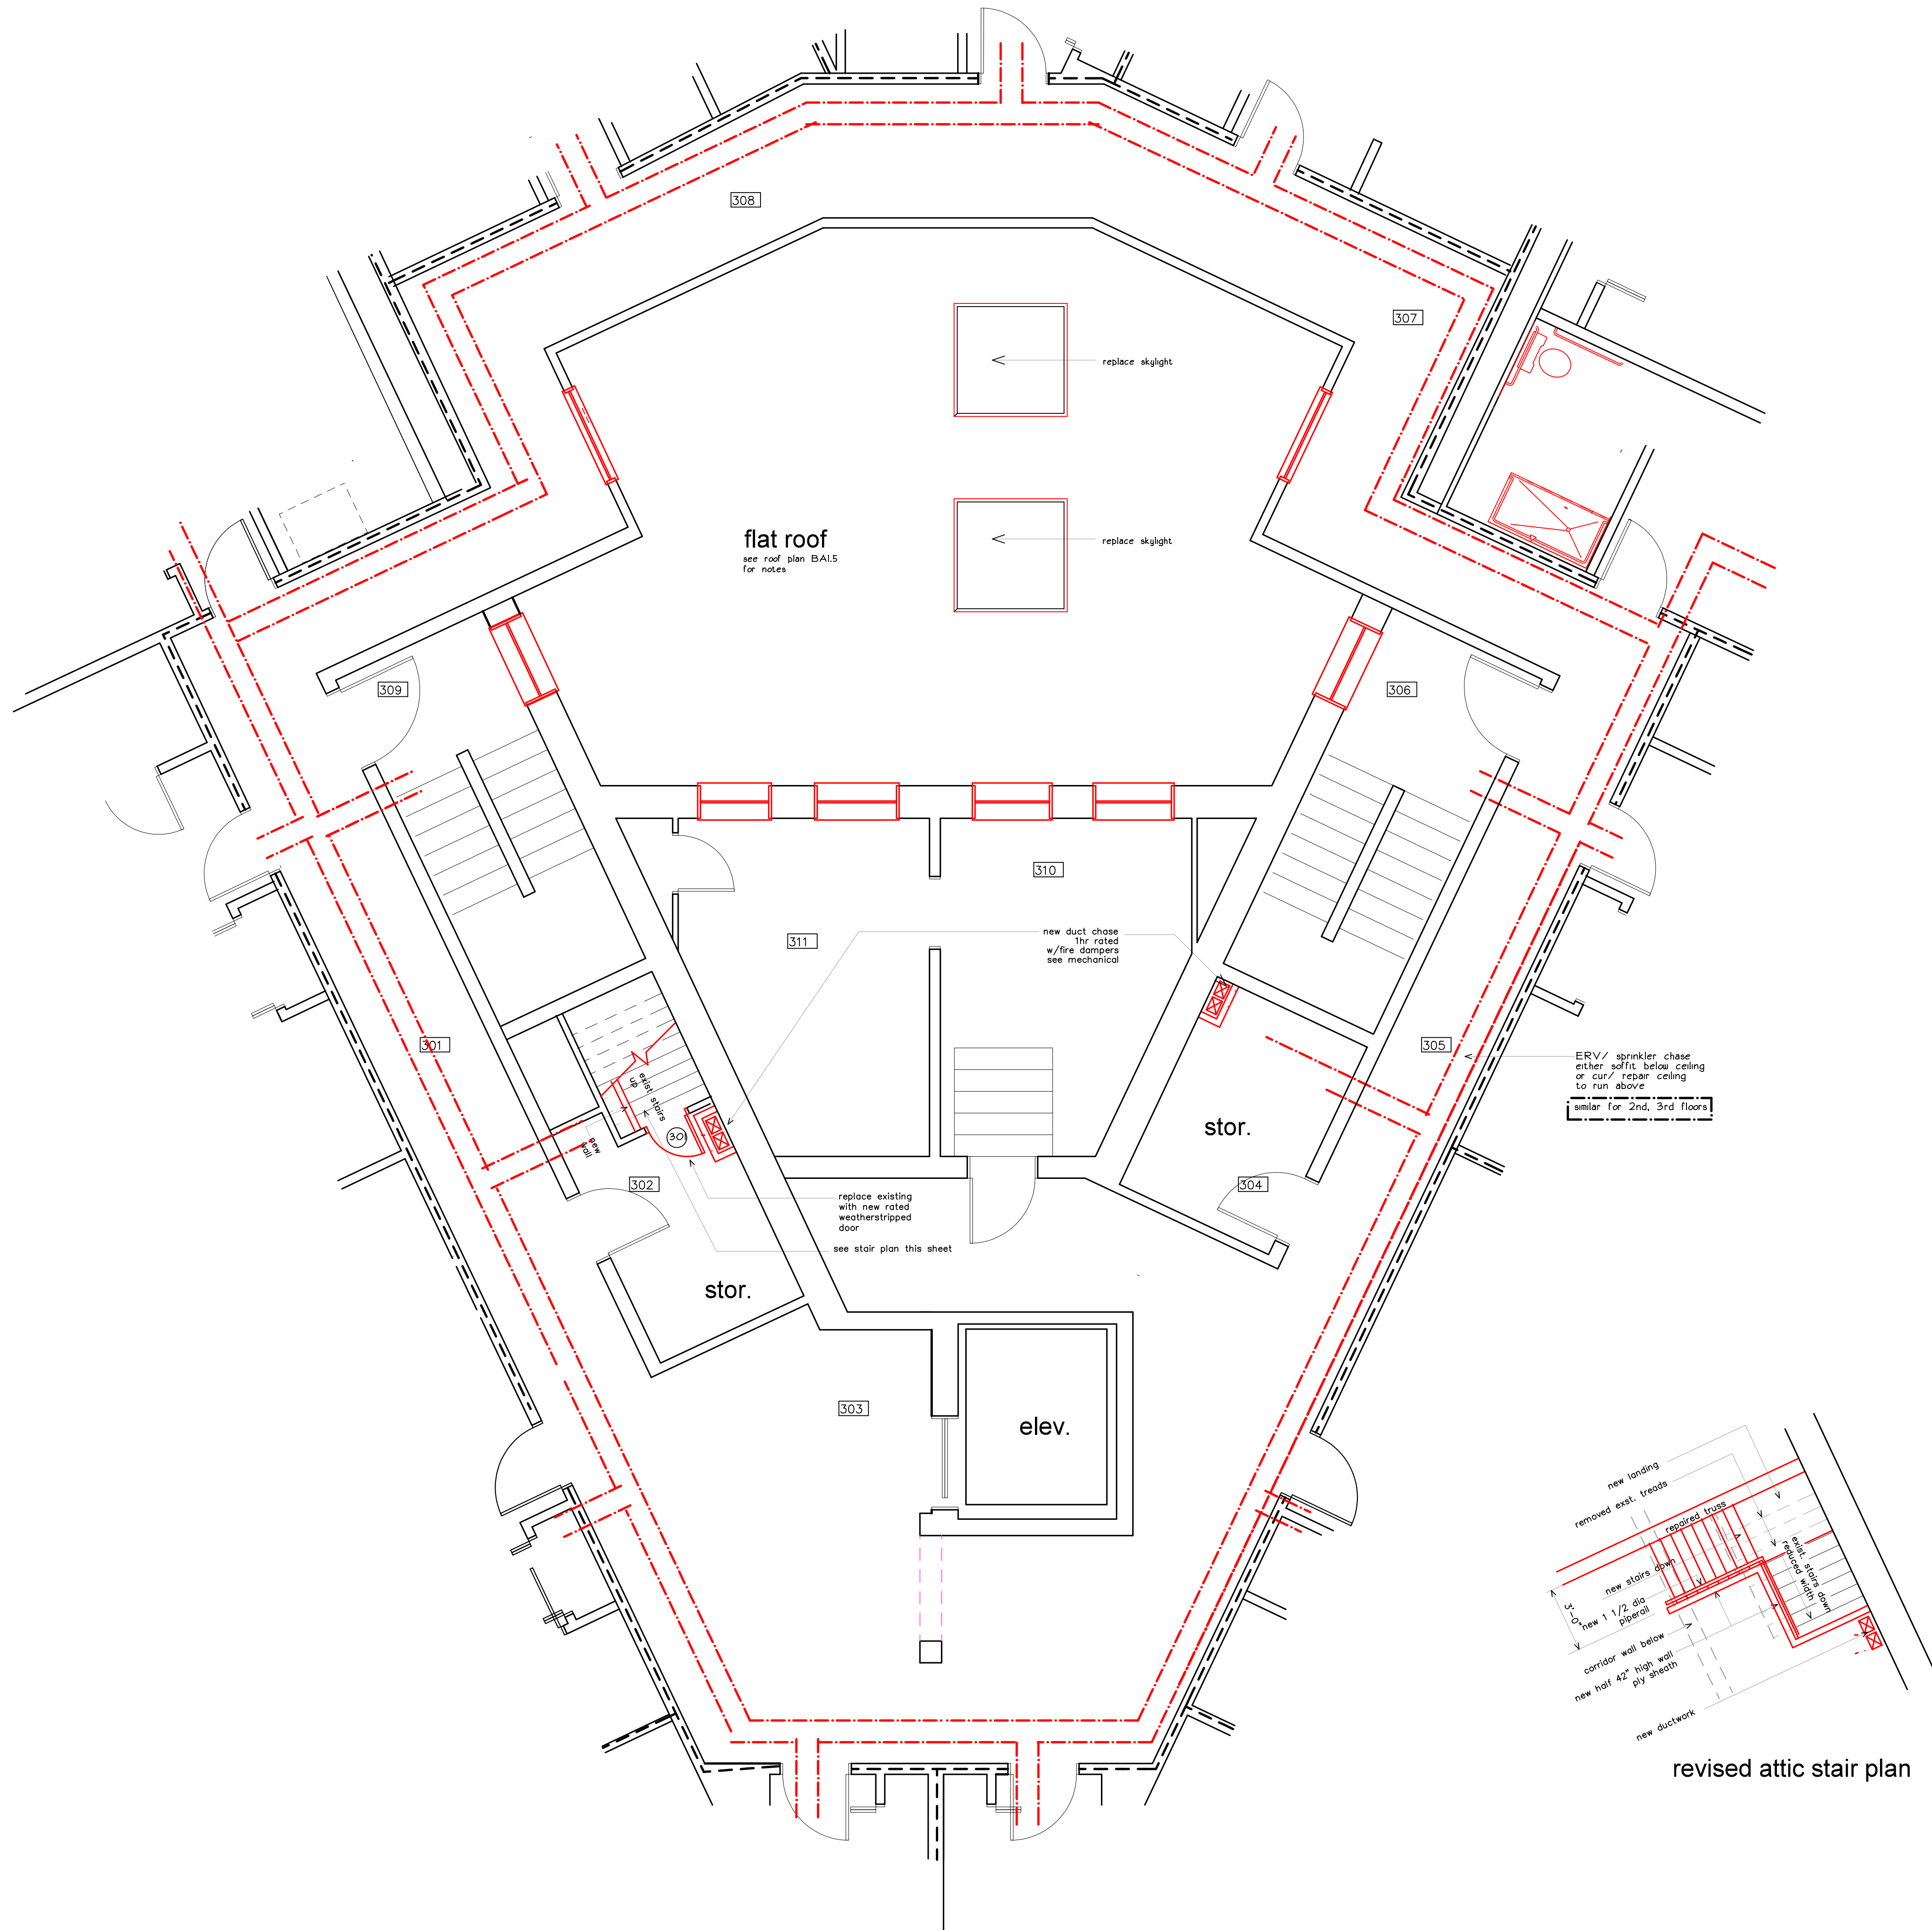 308
307
replace skylight
flat roof
see roof plan BA1.5
for notes
replace skylight
309
306
310
311
new duct chase
1hr rated
w/fire dampers
see mechanical
301
305
ERV/ sprinkler chase
either soffit below ceiling
or cur/ repair ceiling
to run above
similar for 2nd, 3rd floors
exist. stairs
up
301
new
wall
stor.
302
304
replace existing
with new rated
weatherstripped
door
see stair plan this sheet
stor.
303
elev.
new landing
removed exst. treads
repaired truss
new stairs down
exist. stairs down
reduced width
3'-0"
new 1 1/2 dia
piperail
corridor wall below
new half 42" high wall
ply sheath
new ductwork
revised attic stair plan